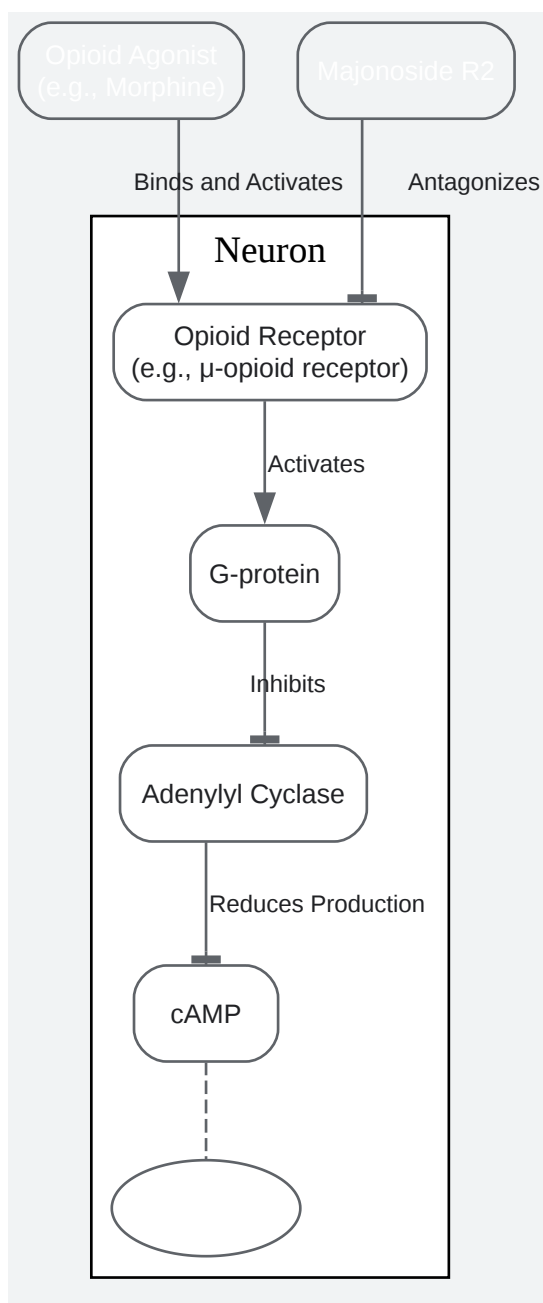 Opioid Agonist
(e.g., Morphine)
Majonoside R2
Binds and Activates
Antagonizes
Neuron
Opioid Receptor
(e.g., μ-opioid receptor)
Activates
G-protein
Inhibits
Adenylyl Cyclase
Reduces Production
cAMP